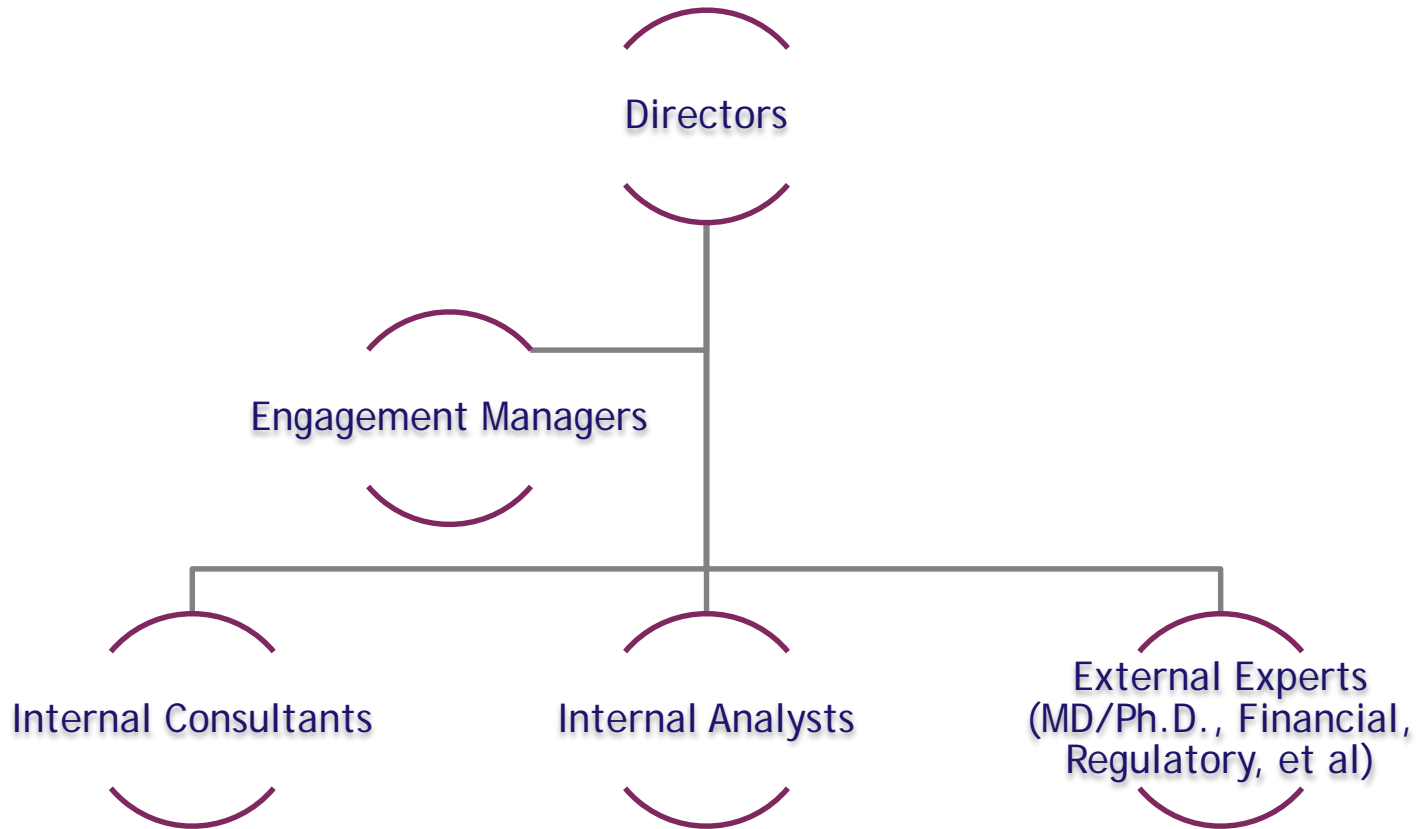 Directors
Engagement Managers
Internal Consultants
Internal Analysts
External Experts
(MD/Ph.D., Financial,
Regulatory, et al)